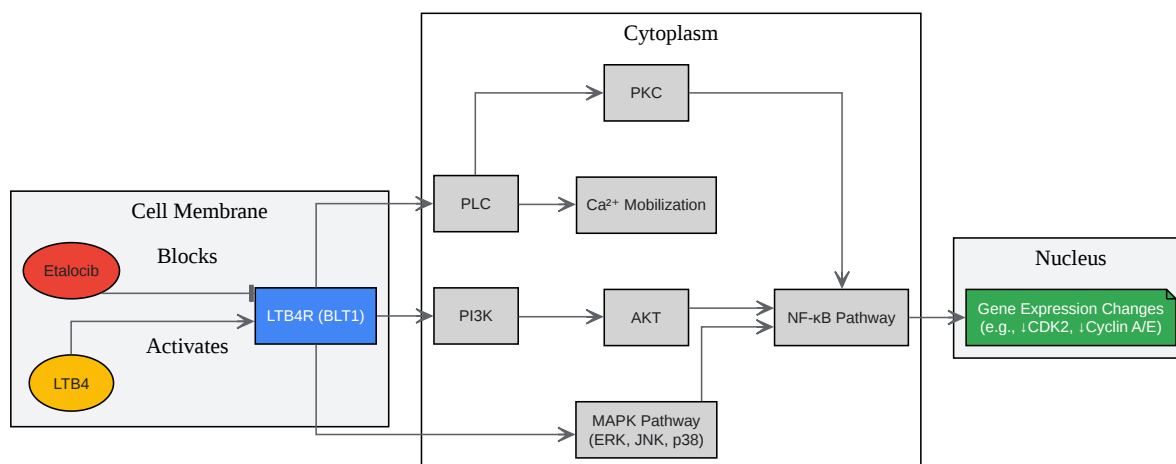 Cytoplasm
PKC
Cell Membrane
PLC
Ca²⁺ Mobilization
Blocks
Etalocib
LTB4R (BLT1)
PI3K
AKT
NF-κB Pathway
Nucleus
Gene Expression Changes
(e.g., ↓CDK2, ↓Cyclin A/E)
Activates
LTB4
MAPK Pathway
(ERK, JNK, p38)